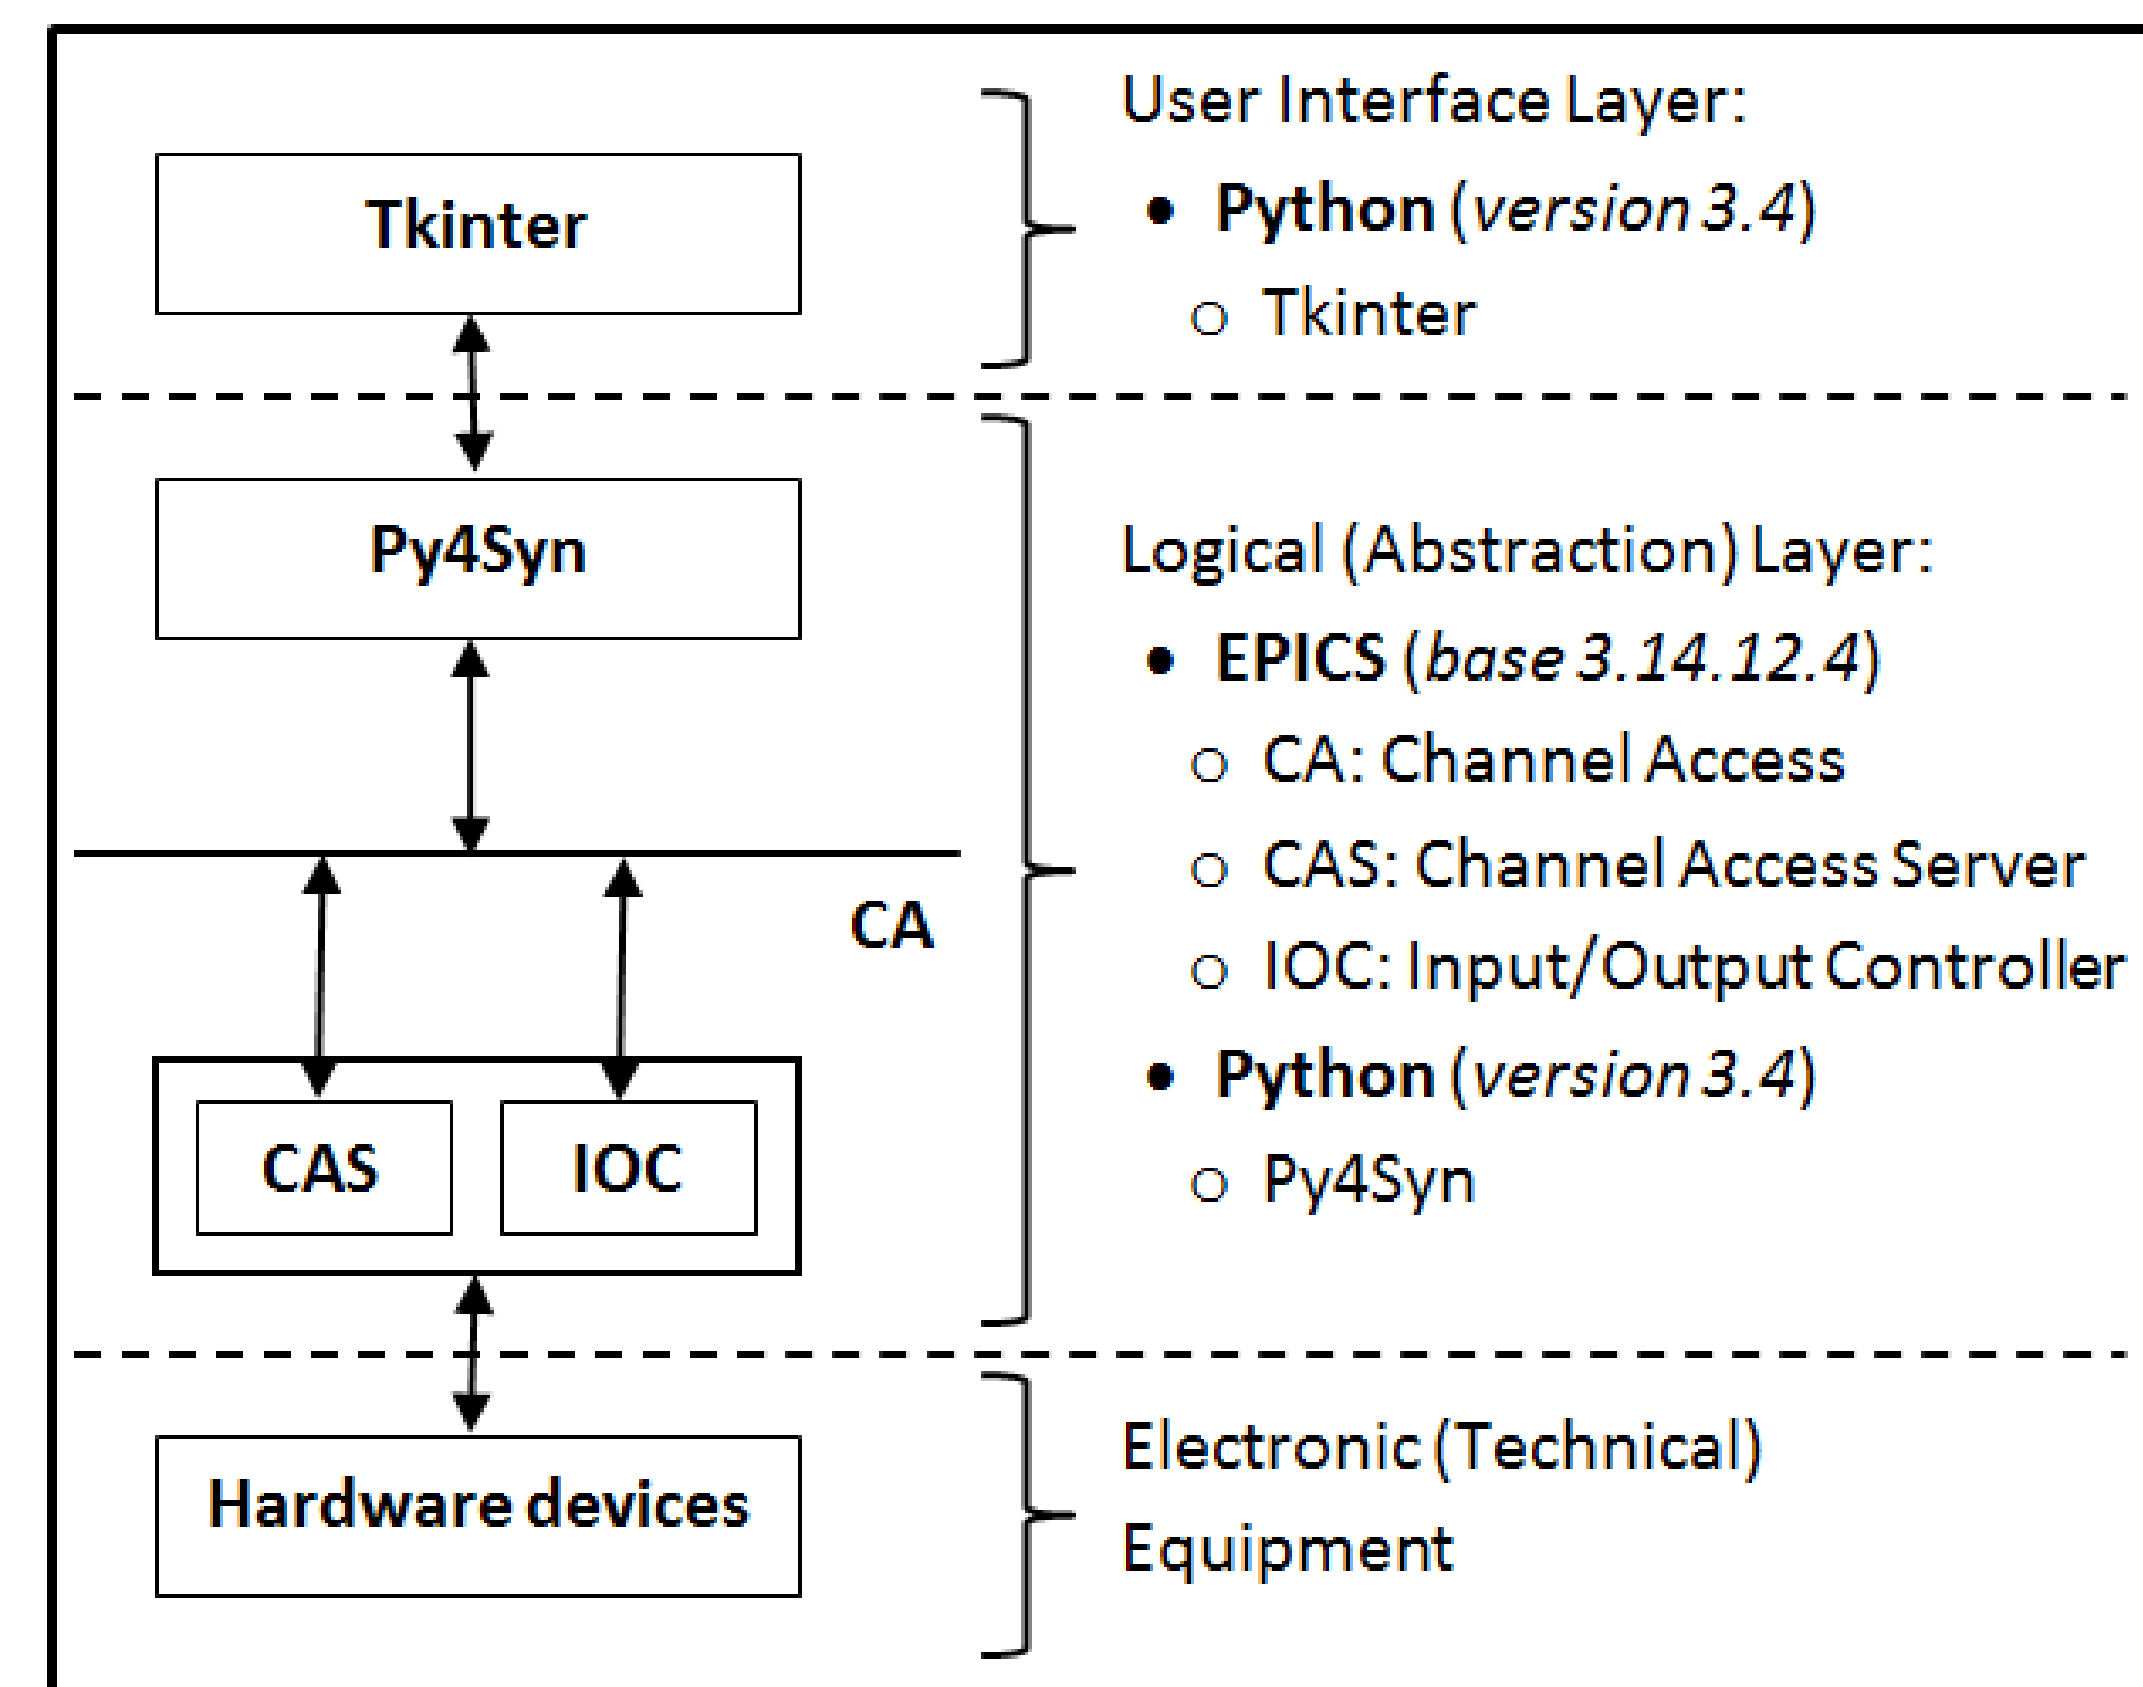 Tkinter
Py4Syn
CA
CAS
IOC
Hardware devices
User Interface Layer:
• Python (version 3.4)
o Tkinter
Logical (Abstraction) Layer:
• EPICS (base 3.14.12.4)
o CA: Channel Access
o CAS: Channel Access Server
o IOC: Input/Output Controller
• Python (version 3.4)
o Py4Syn
Electronic (Technical)
Equipment